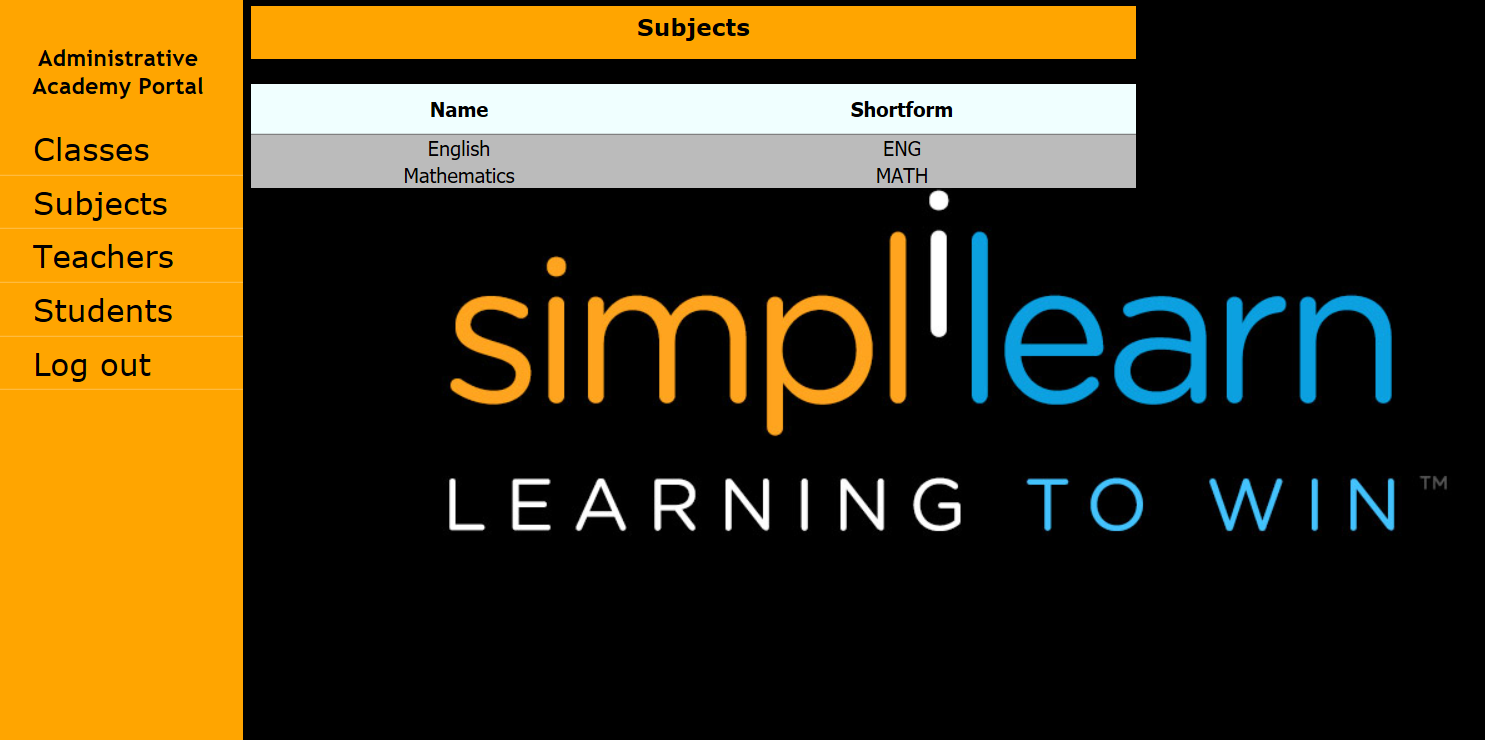 Administrative
Academy Portal
Classes
Subjects
Teachers
Students
Log out
Subjects
Name Shortform
English ENG
Mathematics MATH
simplilearn
LEARNING TO WIN™